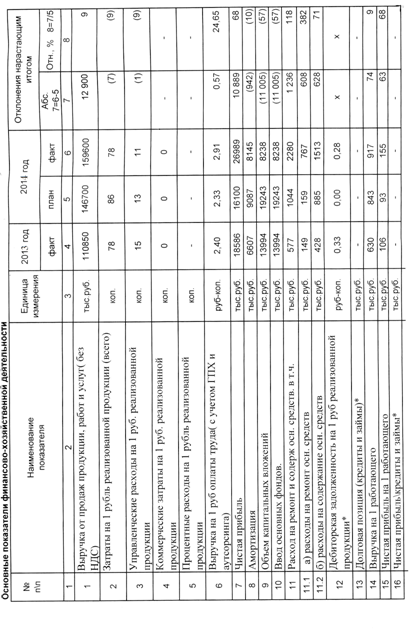 Основные показатели финансово-хозяйственной деятельности
№ п\п Наименование показателя Единица измерения 2013 год 2014 год Отклонения нарастающим итогом
факт план факт Абс. 7=6-5 Отн., % 8=7/5
1 2 3 4 5 6 7 8
1 Выручка от продаж продукции, работ и услуг( без НДС) тыс.руб 110850 146700 159600 12 900 9
2 Затраты на 1 рубль реализованной продукции (всего) коп. 78 86 78 (7) (9)
3 Управленческие расходы на 1 руб. реализованной продукции коп. 15 13 11 (1) (9)
4 Коммерческие затраты на 1 руб. реализованной продукции коп. 0 0 0 - -
5 Процентные расходы на 1 рубль реализованной продукции коп. - - - - -
6 Выручка на 1 руб оплаты труда( с учетом ГПХ и аутсорсинга) руб-коп. 2,40 2,33 2,91 0,57 24,65
7 Чистая прибыль тыс.руб. 18586 16100 26989 10 889 68
8 Амортизация тыс.руб. 6607 9087 8145 (942) (10)
9 Объем капитальных вложений тыс.руб. 13994 19243 8238 (11 005) (57)
10 Ввод основных фондов. тыс.руб. 13994 19243 8238 (11 005) (57)
11 Расход на ремонт и содерж осн. средств. в т.ч. тыс.руб. 577 1044 2280 1 236 118
11.1 а) расходы на ремонт осн. средств тыс.руб. 149 159 767 608 382
11.2 б) расходы на содержание осн. средств тыс.руб. 428 885 1513 628 71
12 Дебиторская задолженность на 1 руб реализованной продукции* руб-коп. 0,33 0,00 0,28 х х
13 Долговая позиция (кредиты и займы)* тыс.руб. - - - - -
14 Выручка на 1 работающего тыс.руб. 630 843 917 74 9
15 Чистая прибыль на 1 работающего тыс.руб. 106 93 155 63 68
16 Чистая прибыль/кредиты и займы* тыс.руб. - - - - -